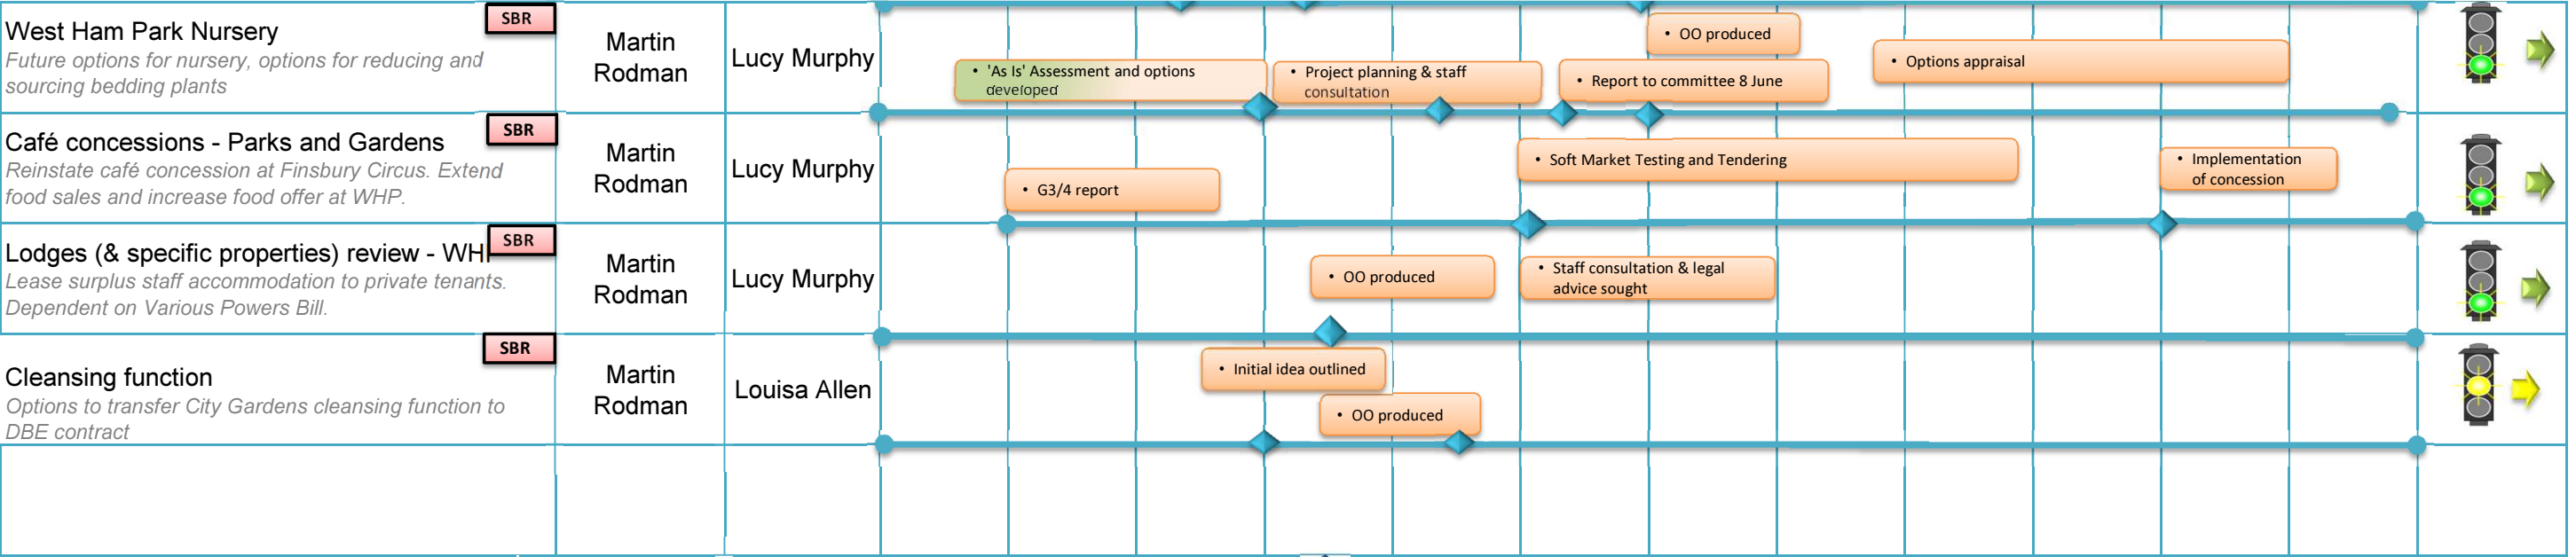 SBR
West Ham Park Nursery
Future options for nursery, options for reducing and
sourcing bedding plants
Martin
Rodman
Lucy Murphy
• 'As Is' Assessment and options
developed
• Project planning & staff
consultation
• OO produced
• Report to committee 8 June
• Options appraisal
SBR
Café concessions - Parks and Gardens
Reinstate café concession at Finsbury Circus. Extend
food sales and increase food offer at WHP.
Martin
Rodman
Lucy Murphy
• G3/4 report
• Soft Market Testing and Tendering
• Implementation
of concession
SBR
Lodges (& specific properties) review - WH
Lease surplus staff accommodation to private tenants.
Dependent on Various Powers Bill.
Martin
Rodman
Lucy Murphy
• OO produced
• Staff consultation & legal
advice sought
SBR
Cleansing function
Options to transfer City Gardens cleansing function to
DBE contract
Martin
Rodman
Louisa Allen
• Initial idea outlined
• OO produced